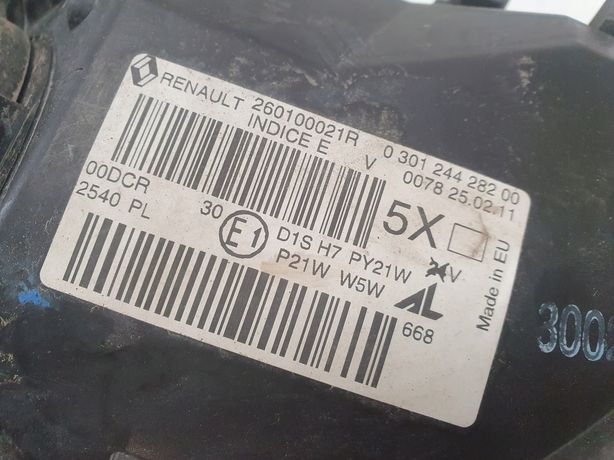 RENAULT 260100021R 0 301 244 282 00
INDICE E V 0078 25.02.11
00DCR 5X
2540 PL 30 E1 D1S H7 PY21W 24V
P21W W5W AL
668
Made in EU
300